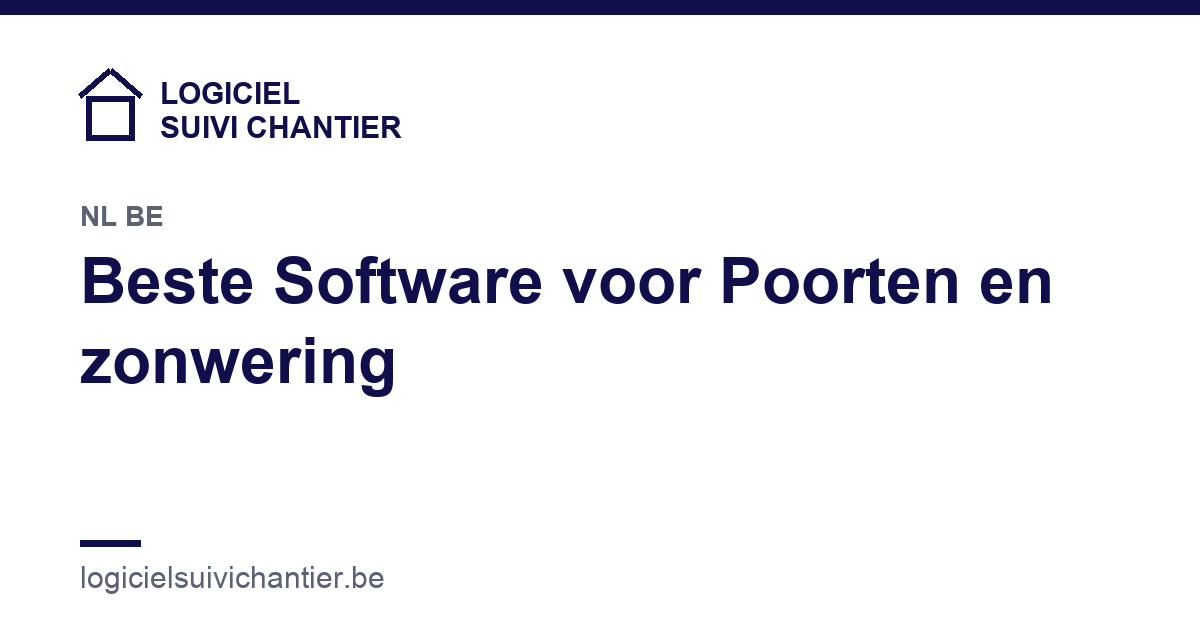 LOGICIEL
SUIVI CHANTIER
NL BE
Beste Software voor Poorten en
zonwering
logicielsuivichantier.be